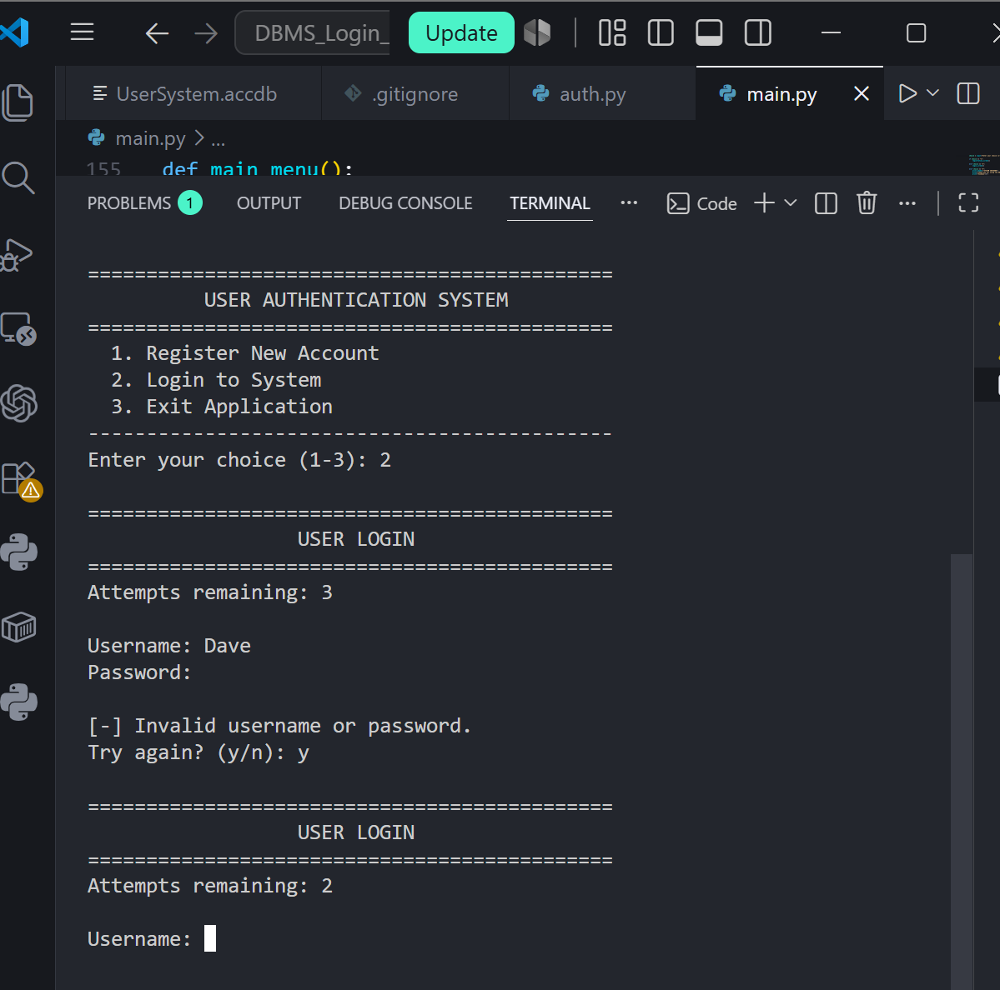 DBMS_Login_ Update
UserSystem.accdb .gitignore auth.py main.py
main.py > ...
155 def main_menu():
PROBLEMS 1 OUTPUT DEBUG CONSOLE TERMINAL ... Code ...
=============================================
USER AUTHENTICATION SYSTEM
=============================================
1. Register New Account
2. Login to System
3. Exit Application
---------------------------------------------
Enter your choice (1-3): 2
=============================================
USER LOGIN
=============================================
Attempts remaining: 3
Username: Dave
Password:
[-] Invalid username or password.
Try again? (y/n): y
=============================================
USER LOGIN
=============================================
Attempts remaining: 2
Username: